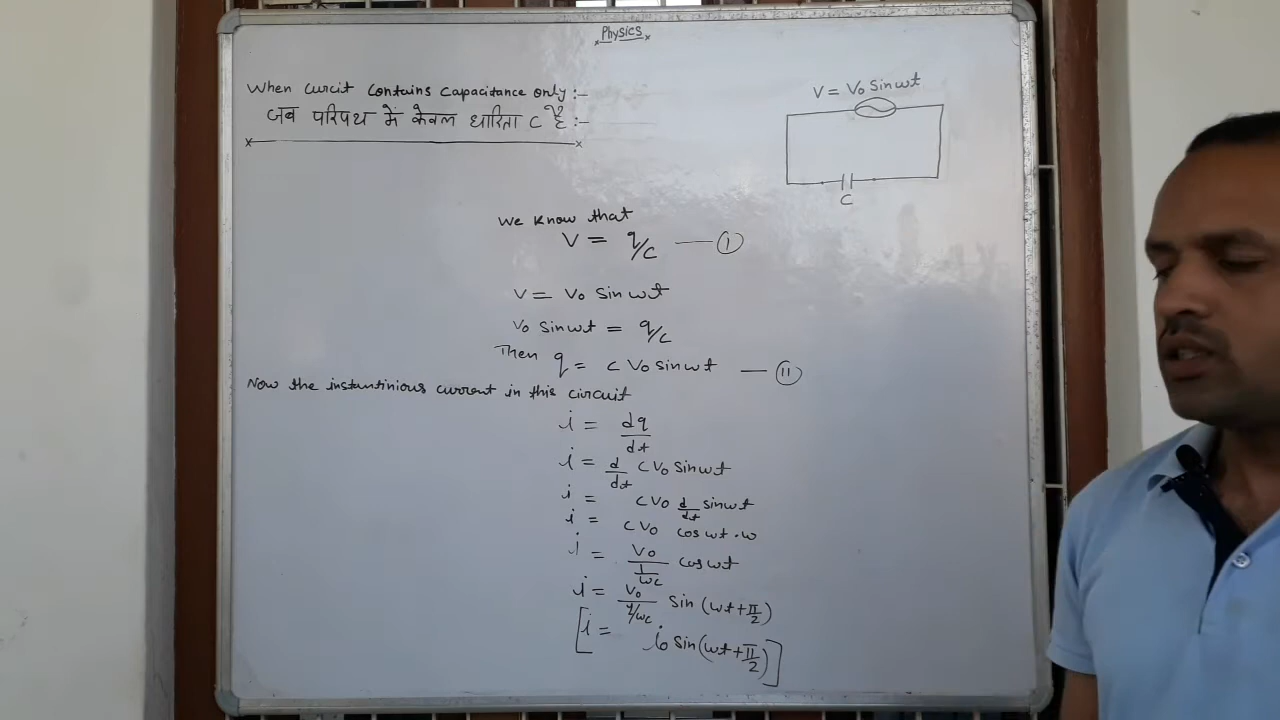 Physics
When curcit contains capacitance only:-
जब परिपथ में केवल धारिता C है:-
V = V₀ Sin ωt
C
We know that
V = q/C —— (I)
V = V₀ Sin ωt
V₀ Sin ωt = q/C
Then q = C V₀ Sin ωt —— (II)
Now the instantinious current in this circuit
i = dq/dt
i = d/dt C V₀ Sin ωt
i = C V₀ d/dt Sin ωt
i = C V₀ cos ωt · ω
i = V₀/(1/ωC) cos ωt
i = V₀/(1/ωC) Sin (ωt + π/2)
[i = i₀ Sin (ωt + π/2)]